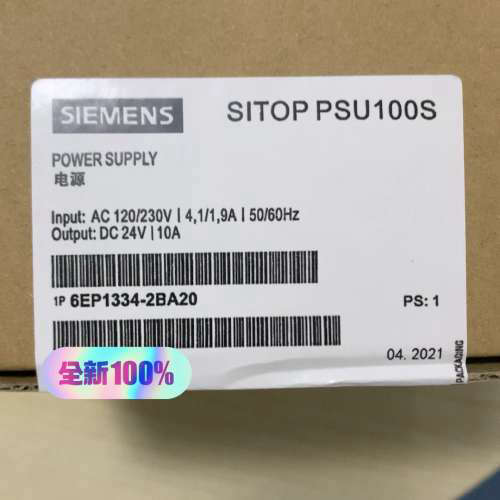 SIEMENS
SITOP PSU100S
POWER SUPPLY
电源
Input: AC 120/230V | 4,1/1,9A | 50/60Hz
Output: DC 24V | 10A
1P 6EP1334-2BA20
PS: 1
04. 2021
PACKAGING
全新100%